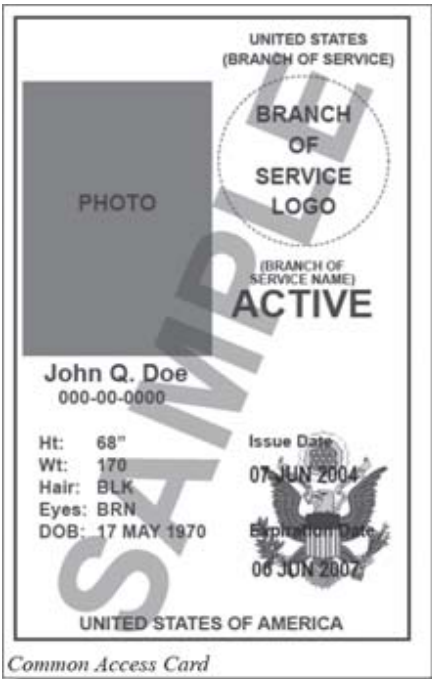 UNITED STATES
(BRANCH OF SERVICE)
BRANCH
OF
SERVICE
LOGO
PHOTO
(BRANCH OF
SERVICE NAME)
ACTIVE
John Q. Doe
000-00-0000
Ht: 68"
Wt: 170
Hair: BLK
Eyes: BRN
DOB: 17 MAY 1970
Issue Date
07 JUN 2004
Expiration Date
06 JUN 2007
UNITED STATES OF AMERICA
SAMPLE
Common Access Card